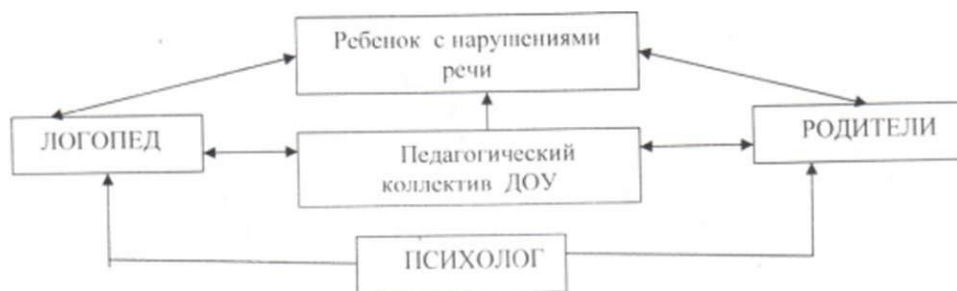 Ребенок с нарушениями
речи
ЛОГОПЕД
РОДИТЕЛИ
Педагогический
коллектив ДОУ
ПСИХОЛОГ